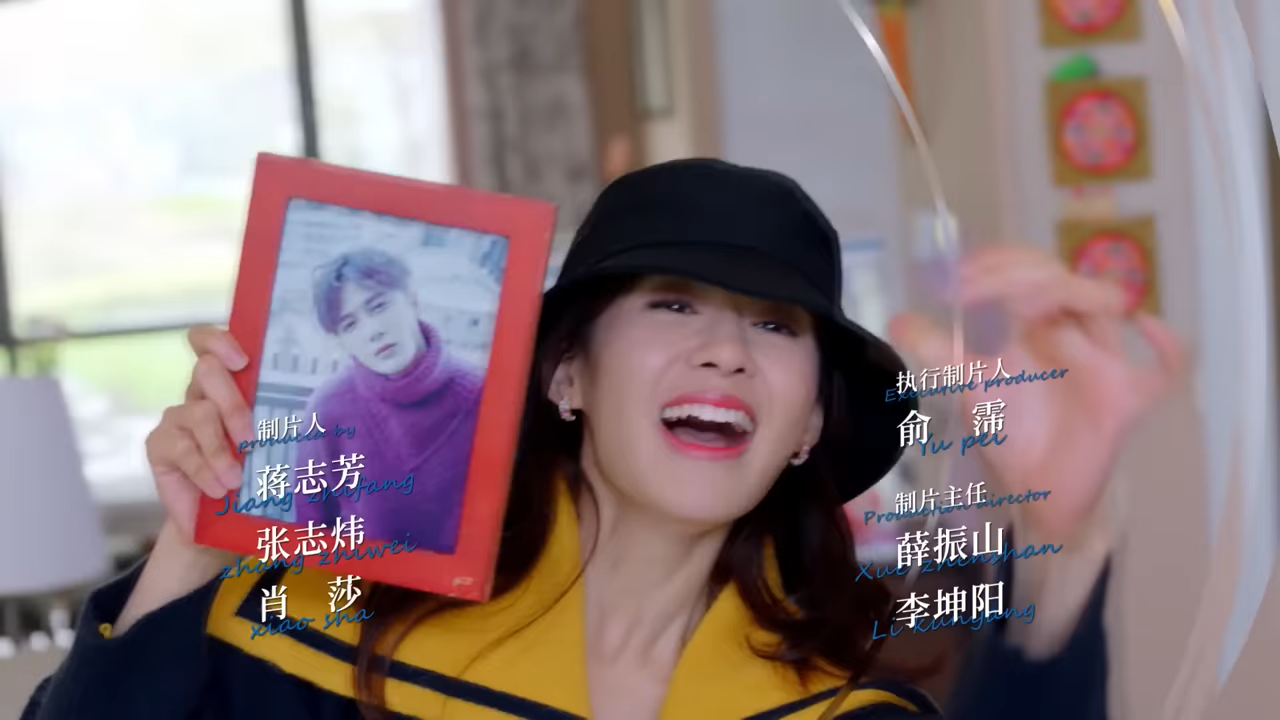 制片人
produced by
蒋志芳
Jiang zhifang
张志炜
zhang zhiwei
肖 莎
xiao sha
执行制片人
Executive producer
俞 霈
Yu pei
制片主任
Production director
薛振山
Xue zhenshan
李坤阳
Li kunyang